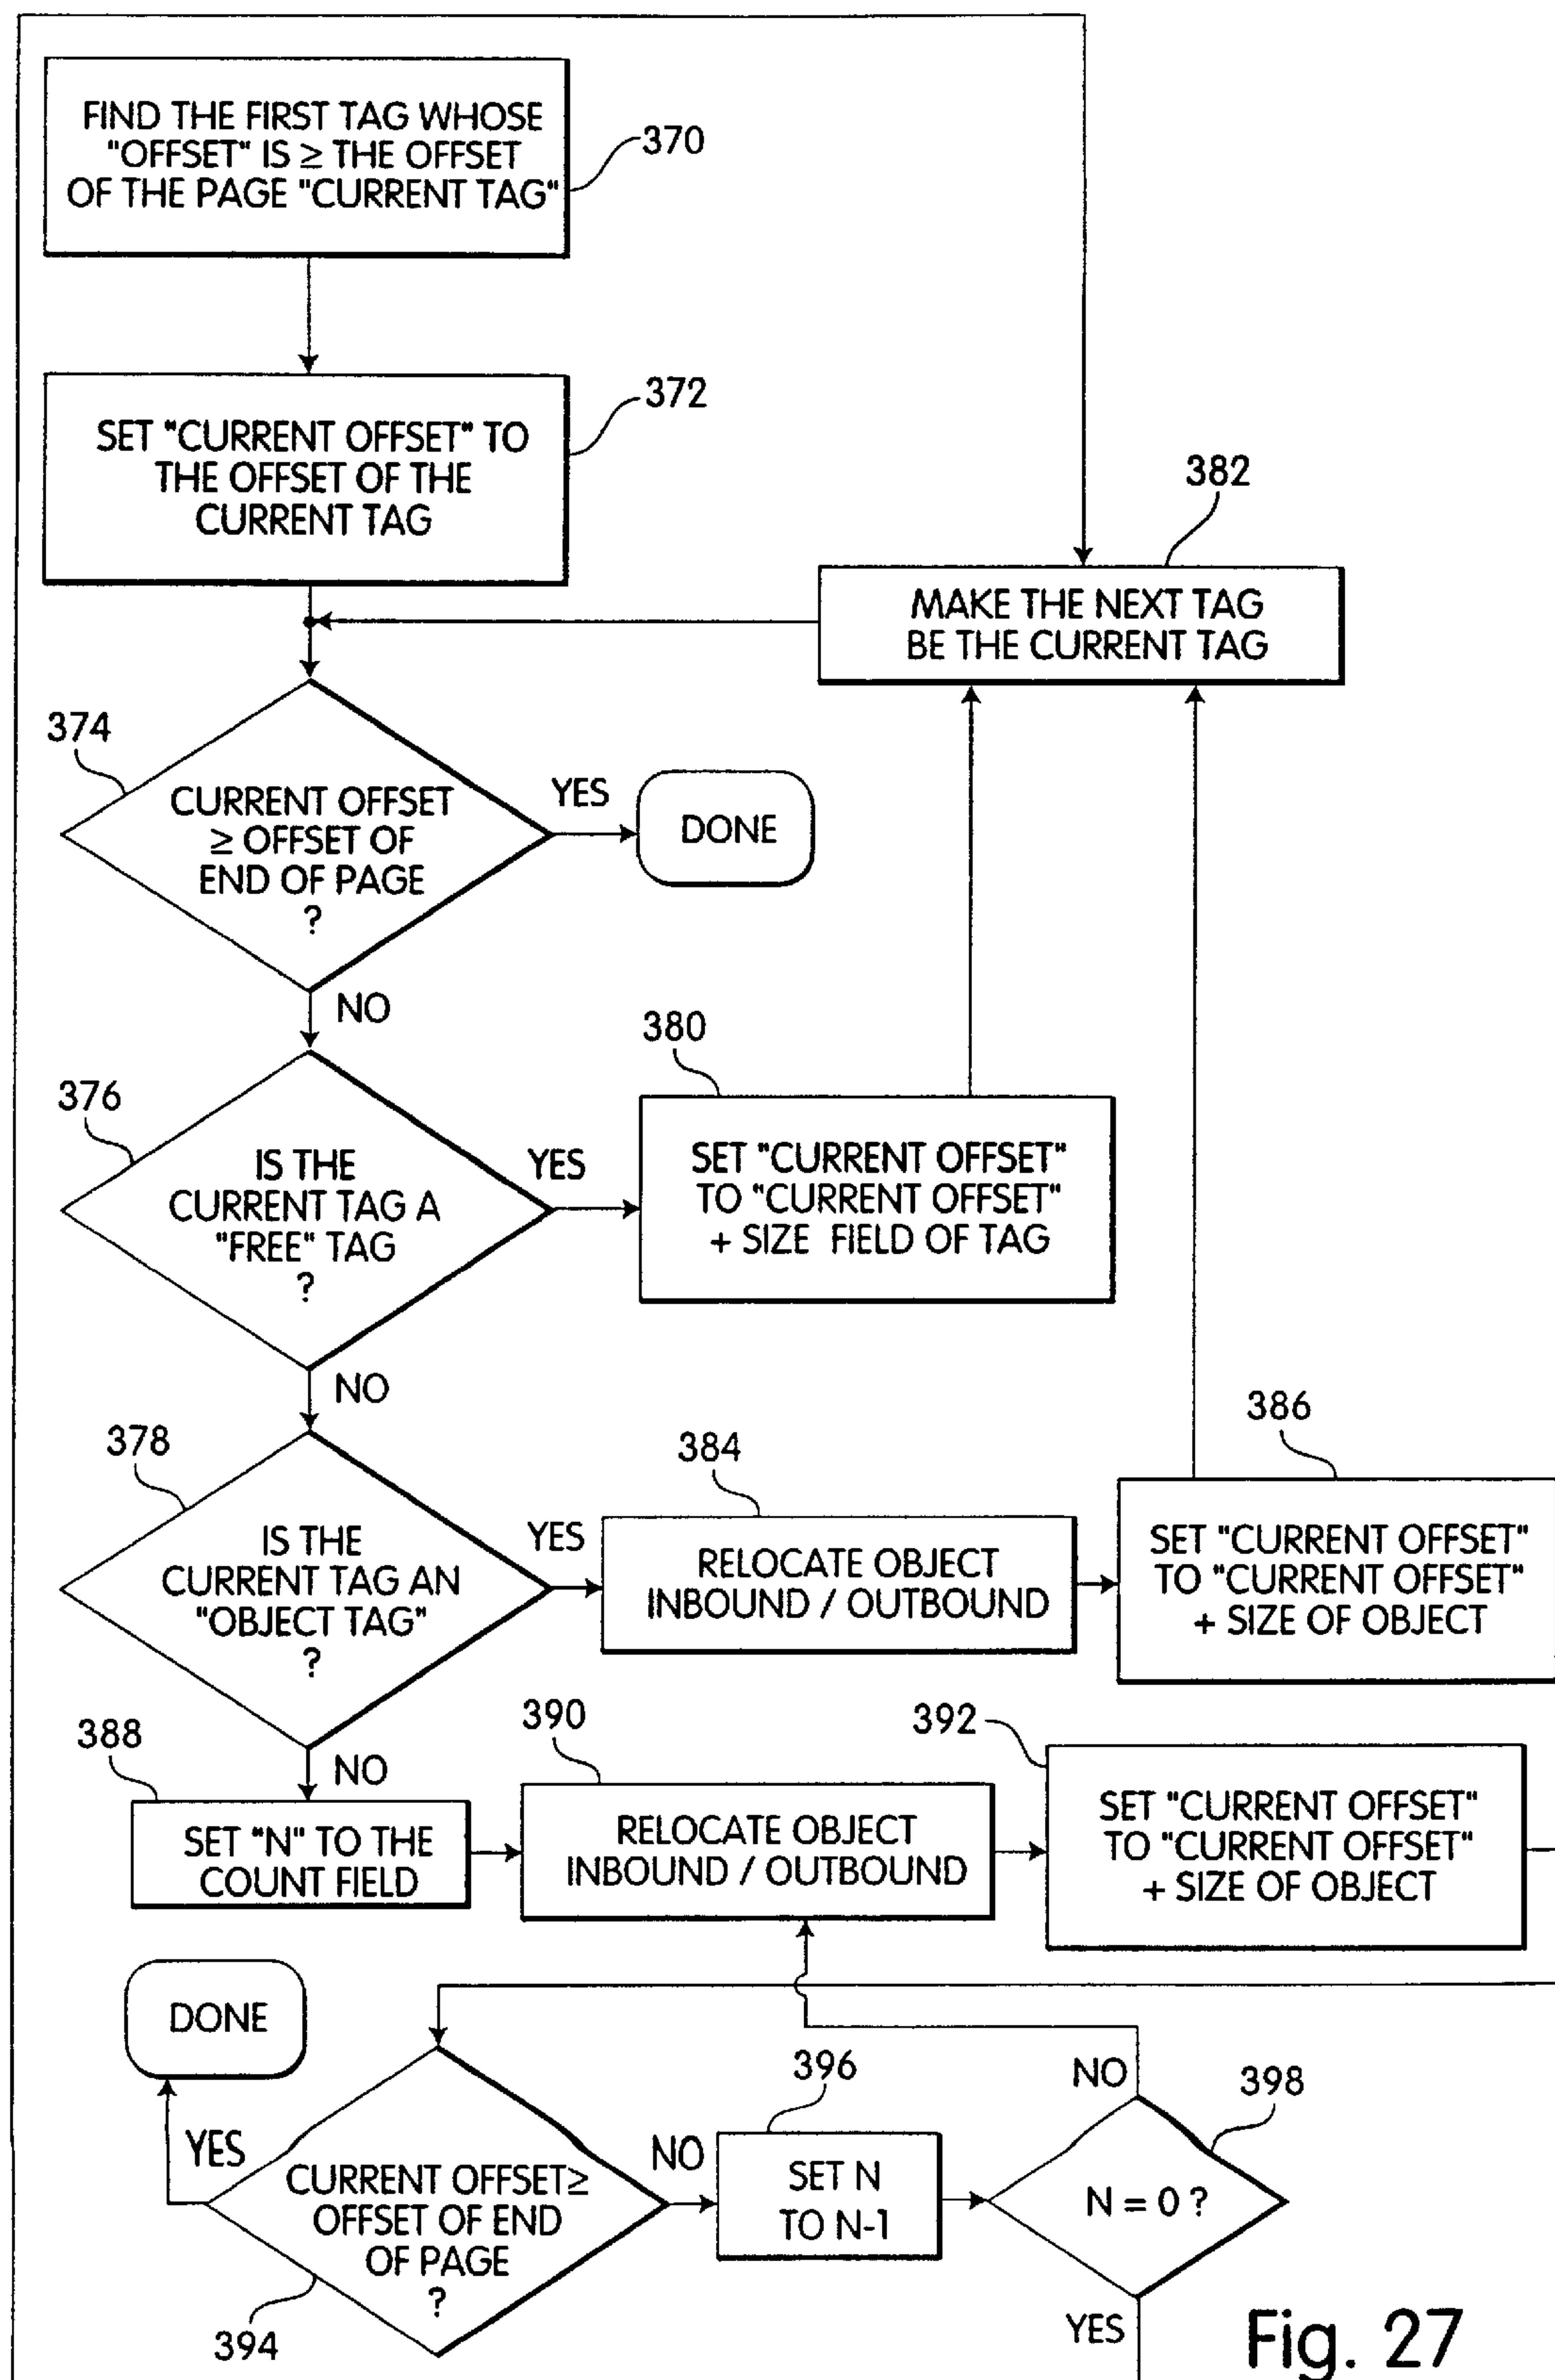 FIND THE FIRST TAG WHOSE
"OFFSET" IS ≥ THE OFFSET
OF THE PAGE "CURRENT TAG"
370
SET "CURRENT OFFSET" TO
THE OFFSET OF THE
CURRENT TAG
372
382
MAKE THE NEXT TAG
BE THE CURRENT TAG
374
CURRENT OFFSET
≥ OFFSET OF
END OF PAGE
?
YES
DONE
NO
376
IS THE
CURRENT TAG A
"FREE" TAG
?
YES
380
SET "CURRENT OFFSET"
TO "CURRENT OFFSET"
+ SIZE FIELD OF TAG
NO
378
IS THE
CURRENT TAG AN
"OBJECT TAG"
?
YES
384
RELOCATE OBJECT
INBOUND / OUTBOUND
386
SET "CURRENT OFFSET"
TO "CURRENT OFFSET"
+ SIZE OF OBJECT
NO
388
SET "N" TO THE
COUNT FIELD
390
RELOCATE OBJECT
INBOUND / OUTBOUND
392
SET "CURRENT OFFSET"
TO "CURRENT OFFSET"
+ SIZE OF OBJECT
DONE
YES
CURRENT OFFSET≥
OFFSET OF END
OF PAGE
?
394
NO
396
SET N
TO N-1
NO
398
N = 0 ?
YES
Fig. 27